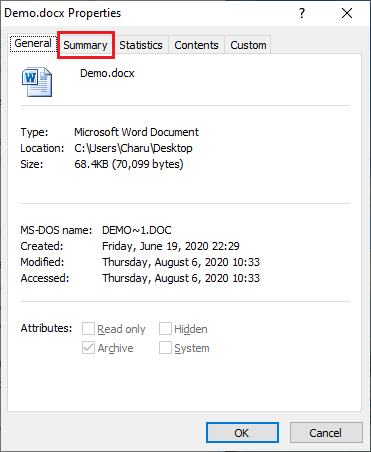 Demo.docx Properties ? ×
General Summary Statistics Contents Custom
Demo.docx
Type: Microsoft Word Document
Location: C:\Users\Charu\Desktop
Size: 68.4KB (70,099 bytes)
MS-DOS name: DEMO~1.DOC
Created: Friday, June 19, 2020 22:29
Modified: Thursday, August 6, 2020 10:33
Accessed: Thursday, August 6, 2020 10:33
Attributes: Read only Hidden
Archive System
OK Cancel